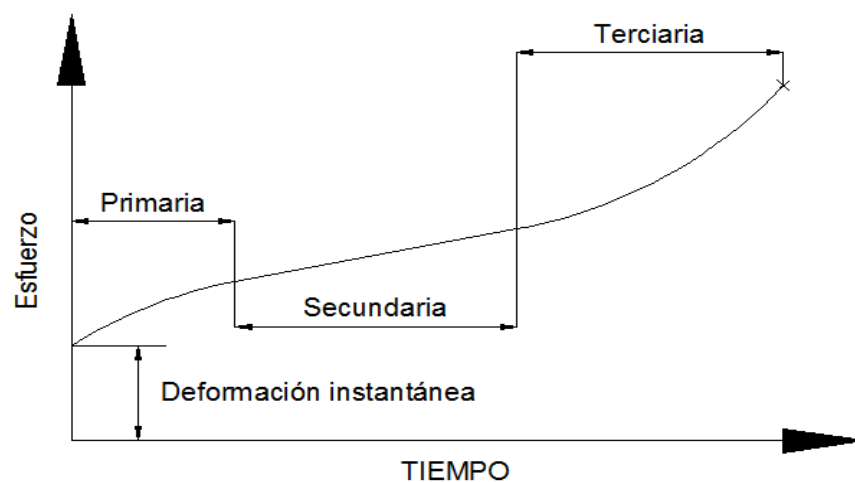 Terciaria
Primaria
Esfuerzo
Secundaria
Deformación instantánea
TIEMPO